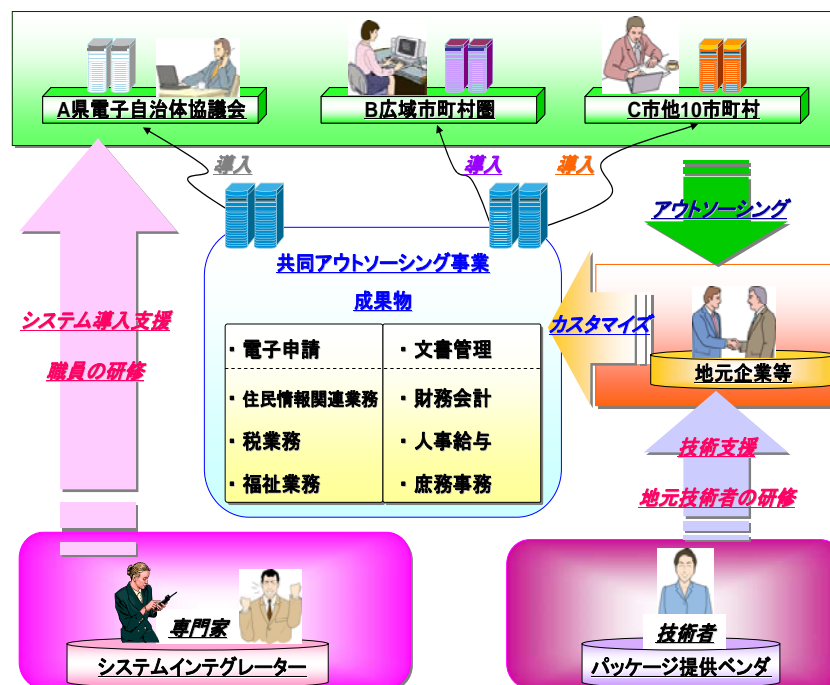 A県電子自治体協議会
B広域市町村圏
C市他10市町村
導入
導入
導入
アウトソーシング
共同アウトソーシング事業
成果物
・電子申請
・文書管理
・住民情報関連業務
・財務会計
・税業務
・人事給与
・福祉業務
・庶務事務
カスタマイズ
地元企業等
システム導入支援
職員の研修
技術支援
地元技術者の研修
専門家
システムインテグレーター
技術者
パッケージ提供ベンダ